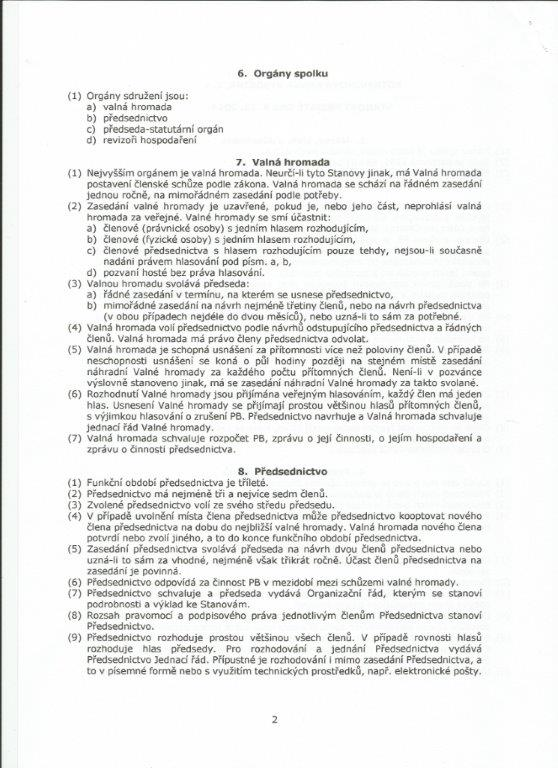 6. Orgány spolku
(1) Orgány sdružení jsou:
a) valná hromada
b) předsednictvo
c) předseda-statutární orgán
d) revizoři hospodaření
7. Valná hromada
(1) Nejvyšším orgánem je valná hromada. Neurčí-li tyto Stanovy jinak, má Valná hromada
postavení členské schůze podle zákona. Valná hromada se schází na řádném zasedání
jednou ročně, na mimořádném zasedání podle potřeby.
(2) Zasedání valné hromady je uzavřené, pokud je, nebo jeho část, neprohlásí valná
hromada za veřejné. Valné hromady se smí účastnit:
a) členové (právnické osoby) s jedním hlasem rozhodujícím,
b) členové (fyzické osoby) s jedním hlasem rozhodujícím,
c) členové předsednictva s hlasem rozhodujícím pouze tehdy, nejsou-li současně
nadáni právem hlasování pod písm. a, b,
d) pozvaní hosté bez práva hlasování.
(3) Valnou hromadu svolává předseda:
a) řádné zasedání v termínu, na kterém se usnese předsednictvo,
b) mimořádné zasedání na návrh nejméně třetiny členů, nebo na návrh předsednictva
(v obou případech nejdéle do dvou měsíců), nebo uzná-li to sám za potřebné.
(4) Valná hromada volí předsednictvo podle návrhů odstupujícího předsednictva a řádných
členů. Valná hromada má právo členy předsednictva odvolat.
(5) Valná hromada je schopná usnášení za přítomnosti více než poloviny členů. V případě
neschopnosti usnášení se koná o půl hodiny později na stejném místě zasedání
náhradní Valné hromady za každého počtu přítomných členů. Není-li v pozvánce
výslovně stanoveno jinak, má se zasedání náhradní Valné hromady za takto svolané.
(6) Rozhodnutí Valné hromady jsou přijímána veřejným hlasováním, každý člen má jeden
hlas. Usnesení Valné hromady se přijímají prostou většinou hlasů přítomných členů,
s výjimkou hlasování o zrušení PB. Předsednictvo navrhuje a Valná hromada schvaluje
jednací řád Valné hromady.
(7) Valná hromada schvaluje rozpočet PB, zprávu o její činnosti, o jejím hospodaření a
zprávu o činnosti předsednictva.
8. Předsednictvo
(1) Funkční období předsednictva je tříleté.
(2) Předsednictvo má nejméně tři a nejvíce sedm členů.
(3) Zvolené předsednictvo volí ze svého středu předsedu.
(4) V případě uvolnění místa člena předsednictva může předsednictvo kooptovat nového
člena předsednictva na dobu do nejbližší valné hromady. Valná hromada nového člena
potvrdí nebo zvolí jiného, a to do konce funkčního období předsednictva.
(5) Zasedání předsednictva svolává předseda na návrh dvou členů předsednictva nebo
uzná-li to sám za vhodné, nejméně však třikrát ročně. Účast členů předsednictva na
zasedání je povinná.
(6) Předsednictvo odpovídá za činnost PB v mezidobí mezi schůzemi valné hromady.
(7) Předsednictvo schvaluje a předseda vydává Organizační řád, kterým se stanoví
podrobnosti a výklad ke Stanovám.
(8) Rozsah pravomocí a podpisového práva jednotlivým členům Předsednictva stanoví
Předsednictvo.
(9) Předsednictvo rozhoduje prostou většinou všech členů. V případě rovnosti hlasů
rozhoduje hlas předsedy. Pro rozhodování a jednání Předsednictva vydává
Předsednictvo Jednací řád. Přípustné je rozhodování i mimo zasedání Předsednictva, a
to v písemné formě nebo s využitím technických prostředků, např. elektronické pošty.
2